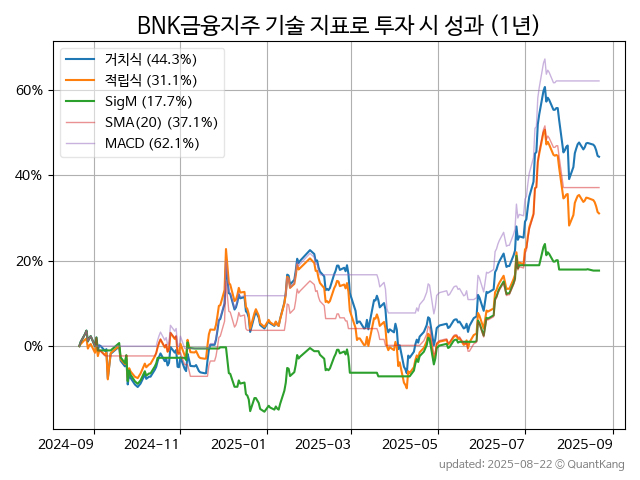 BNK금융지주 기술 지표로 투자 시 성과 (1년)
거치식 (44.3%)
적립식 (31.1%)
SigM (17.7%)
SMA(20) (37.1%)
MACD (62.1%)
60%
40%
20%
0%
2024-09 2024-11 2025-01 2025-03 2025-05 2025-07 2025-09
updated: 2025-08-22 © QuantKang